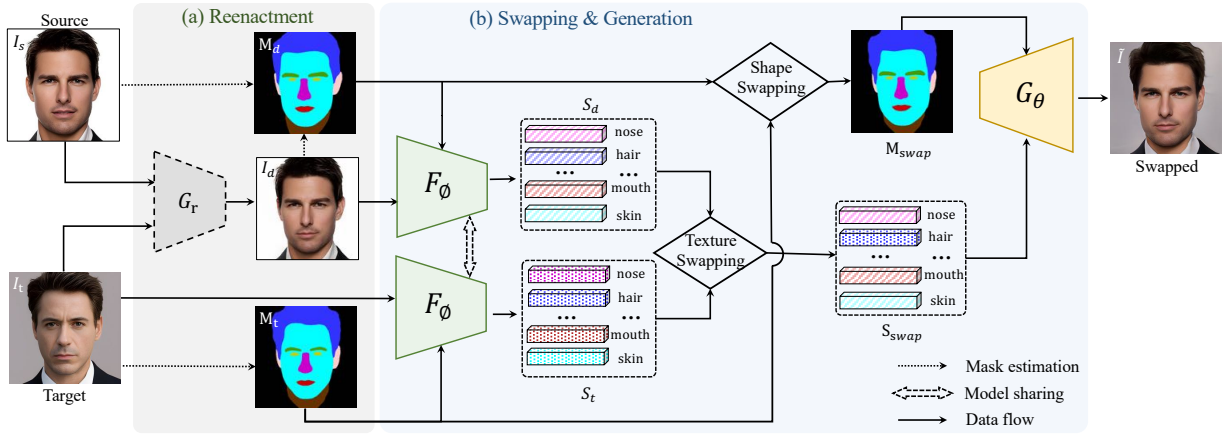 (a) Reenactment
(b) Swapping & Generation
Source
I_s
M_d
Shape
Swapping
M_swap
G_θ
Ĩ
Swapped
S_d
nose
hair
... ...
mouth
skin
F_∅
G_r
I_d
Texture
Swapping
nose
hair
... ...
mouth
skin
S_swap
I_t
Target
M_t
F_∅
nose
hair
... ...
mouth
skin
S_t
Mask estimation
Model sharing
Data flow